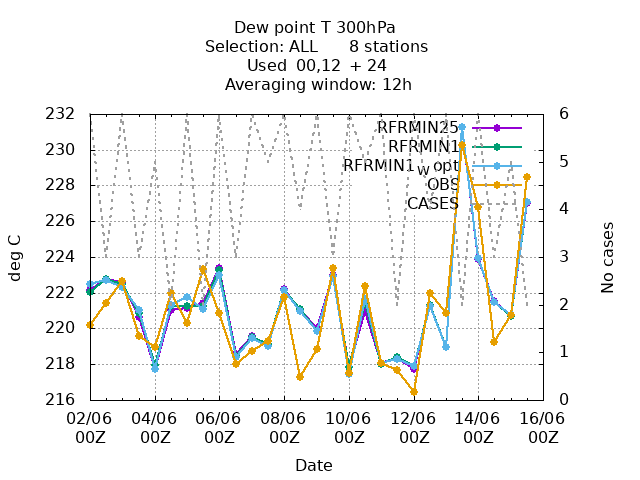 Dew point T 300hPa
Selection: ALL 8 stations
Used 00,12 + 24
Averaging window: 12h
232
230
228
226
224
222
220
218
216
6
5
4
3
2
1
0
deg C
No cases
RFRMIN25
RFRMIN1
RFRMIN1w opt
OBS
CASES
02/06 04/06 06/06 08/06 10/06 12/06 14/06 16/06
00Z 00Z 00Z 00Z 00Z 00Z 00Z 00Z
Date